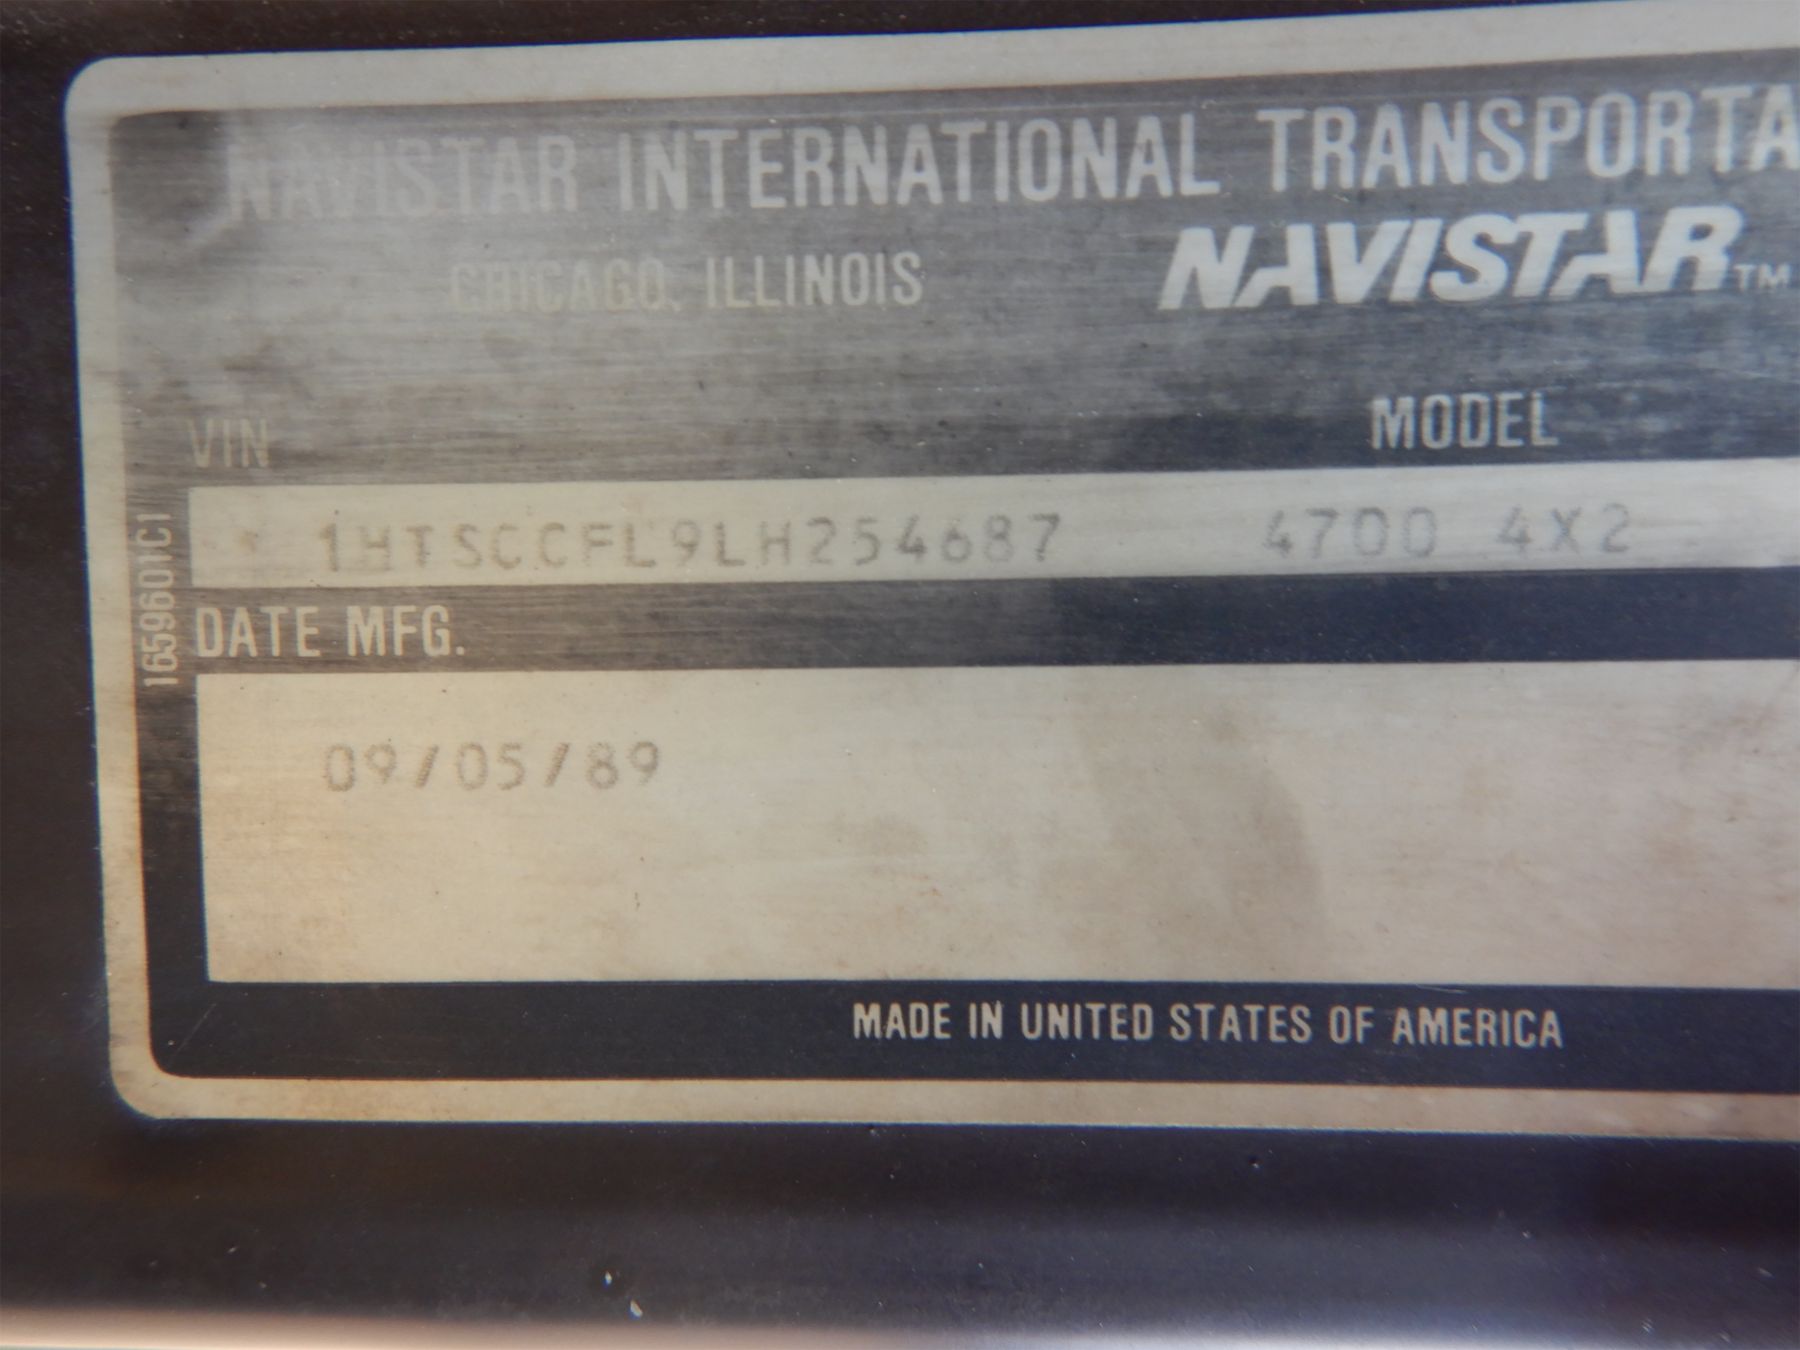 NAVISTAR INTERNATIONAL TRANSPORTA
CHICAGO, ILLINOIS
NAVISTAR TM
VIN
MODEL
1HTSCCFL9LH254687 4700 4X2
1659601C1
DATE MFG.
09/05/89
MADE IN UNITED STATES OF AMERICA